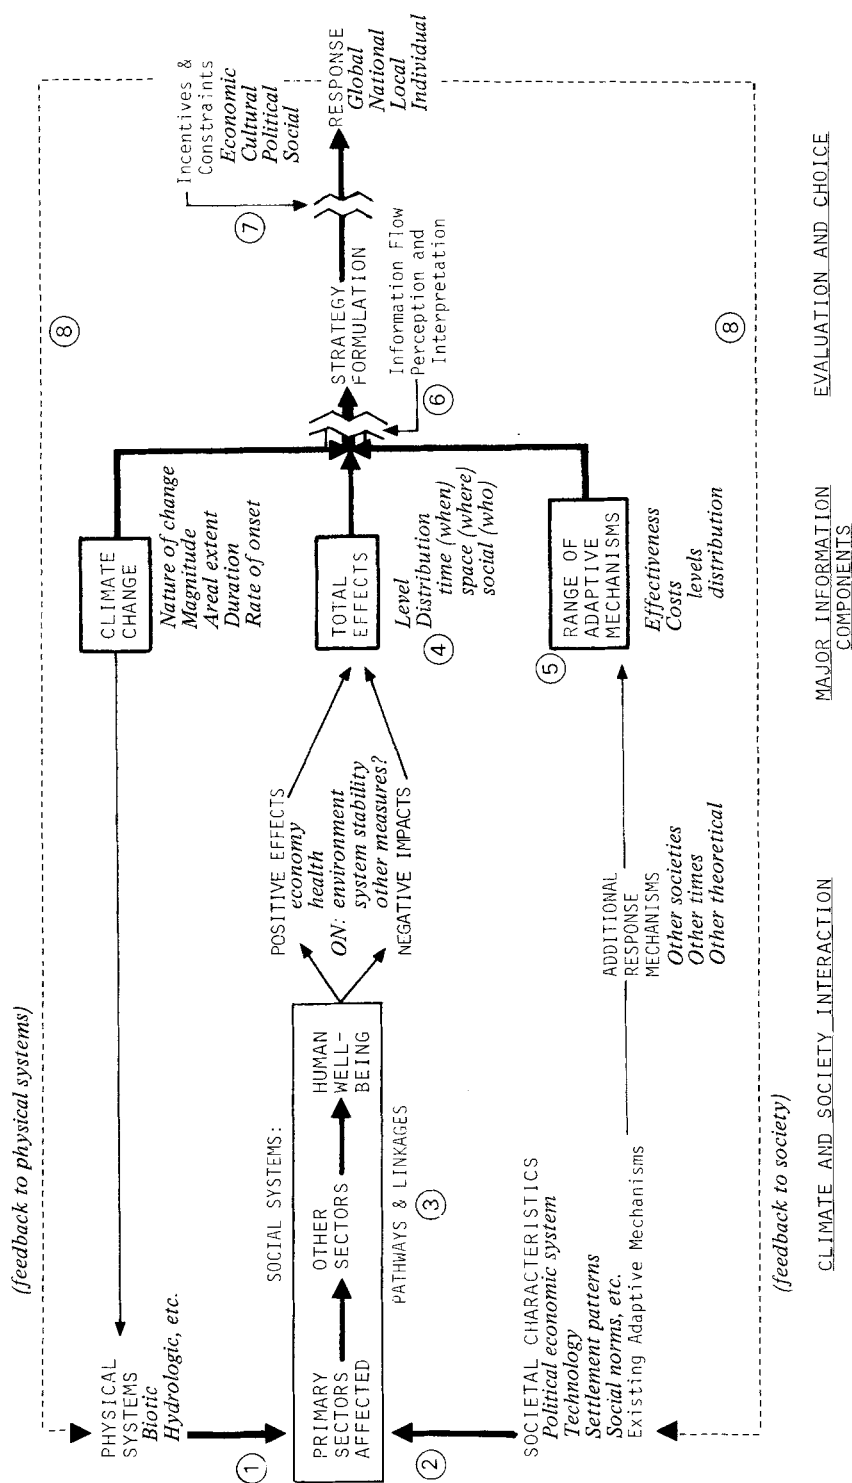 (feedback to physical systems)
PHYSICAL
SYSTEMS
Biotic
Hydrologic, etc.
CLIMATE
CHANGE
Nature of change
Magnitude
Areal extent
Duration
Rate of onset
8
Incentives &
Constraints
Economic
Cultural
Political
Social
7
1
SOCIAL SYSTEMS:
PRIMARY
SECTORS
AFFECTED
OTHER
SECTORS
HUMAN
WELL-
BEING
PATHWAYS & LINKAGES
3
POSITIVE EFFECTS
economy
health
ON: environment
system stability
other measures?
NEGATIVE IMPACTS
TOTAL
EFFECTS
Level
Distribution
time (when)
space (where)
social (who)
4
STRATEGY
FORMULATION
Information Flow
Perception and
Interpretation
6
RESPONSE
Global
National
Local
Individual
2
SOCIETAL CHARACTERISTICS
Political economic system
Technology
Settlement patterns
Social norms, etc.
Existing Adaptive Mechanisms
ADDITIONAL
RESPONSE
MECHANISMS
Other societies
Other times
Other theoretical
5
RANGE OF
ADAPTIVE
MECHANISMS
Effectiveness
Costs
levels
distribution
8
(feedback to society)
CLIMATE AND SOCIETY INTERACTION
MAJOR INFORMATION
COMPONENTS
EVALUATION AND CHOICE